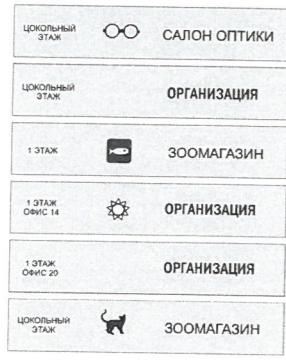 ЦОКОЛЬНЫЙ
ЭТАЖ
САЛОН ОПТИКИ
ЦОКОЛЬНЫЙ
ЭТАЖ
ОРГАНИЗАЦИЯ
1 ЭТАЖ
ЗООМАГАЗИН
1 ЭТАЖ
ОФИС 14
ОРГАНИЗАЦИЯ
1 ЭТАЖ
ОФИС 20
ОРГАНИЗАЦИЯ
ЦОКОЛЬНЫЙ
ЭТАЖ
ЗООМАГАЗИН